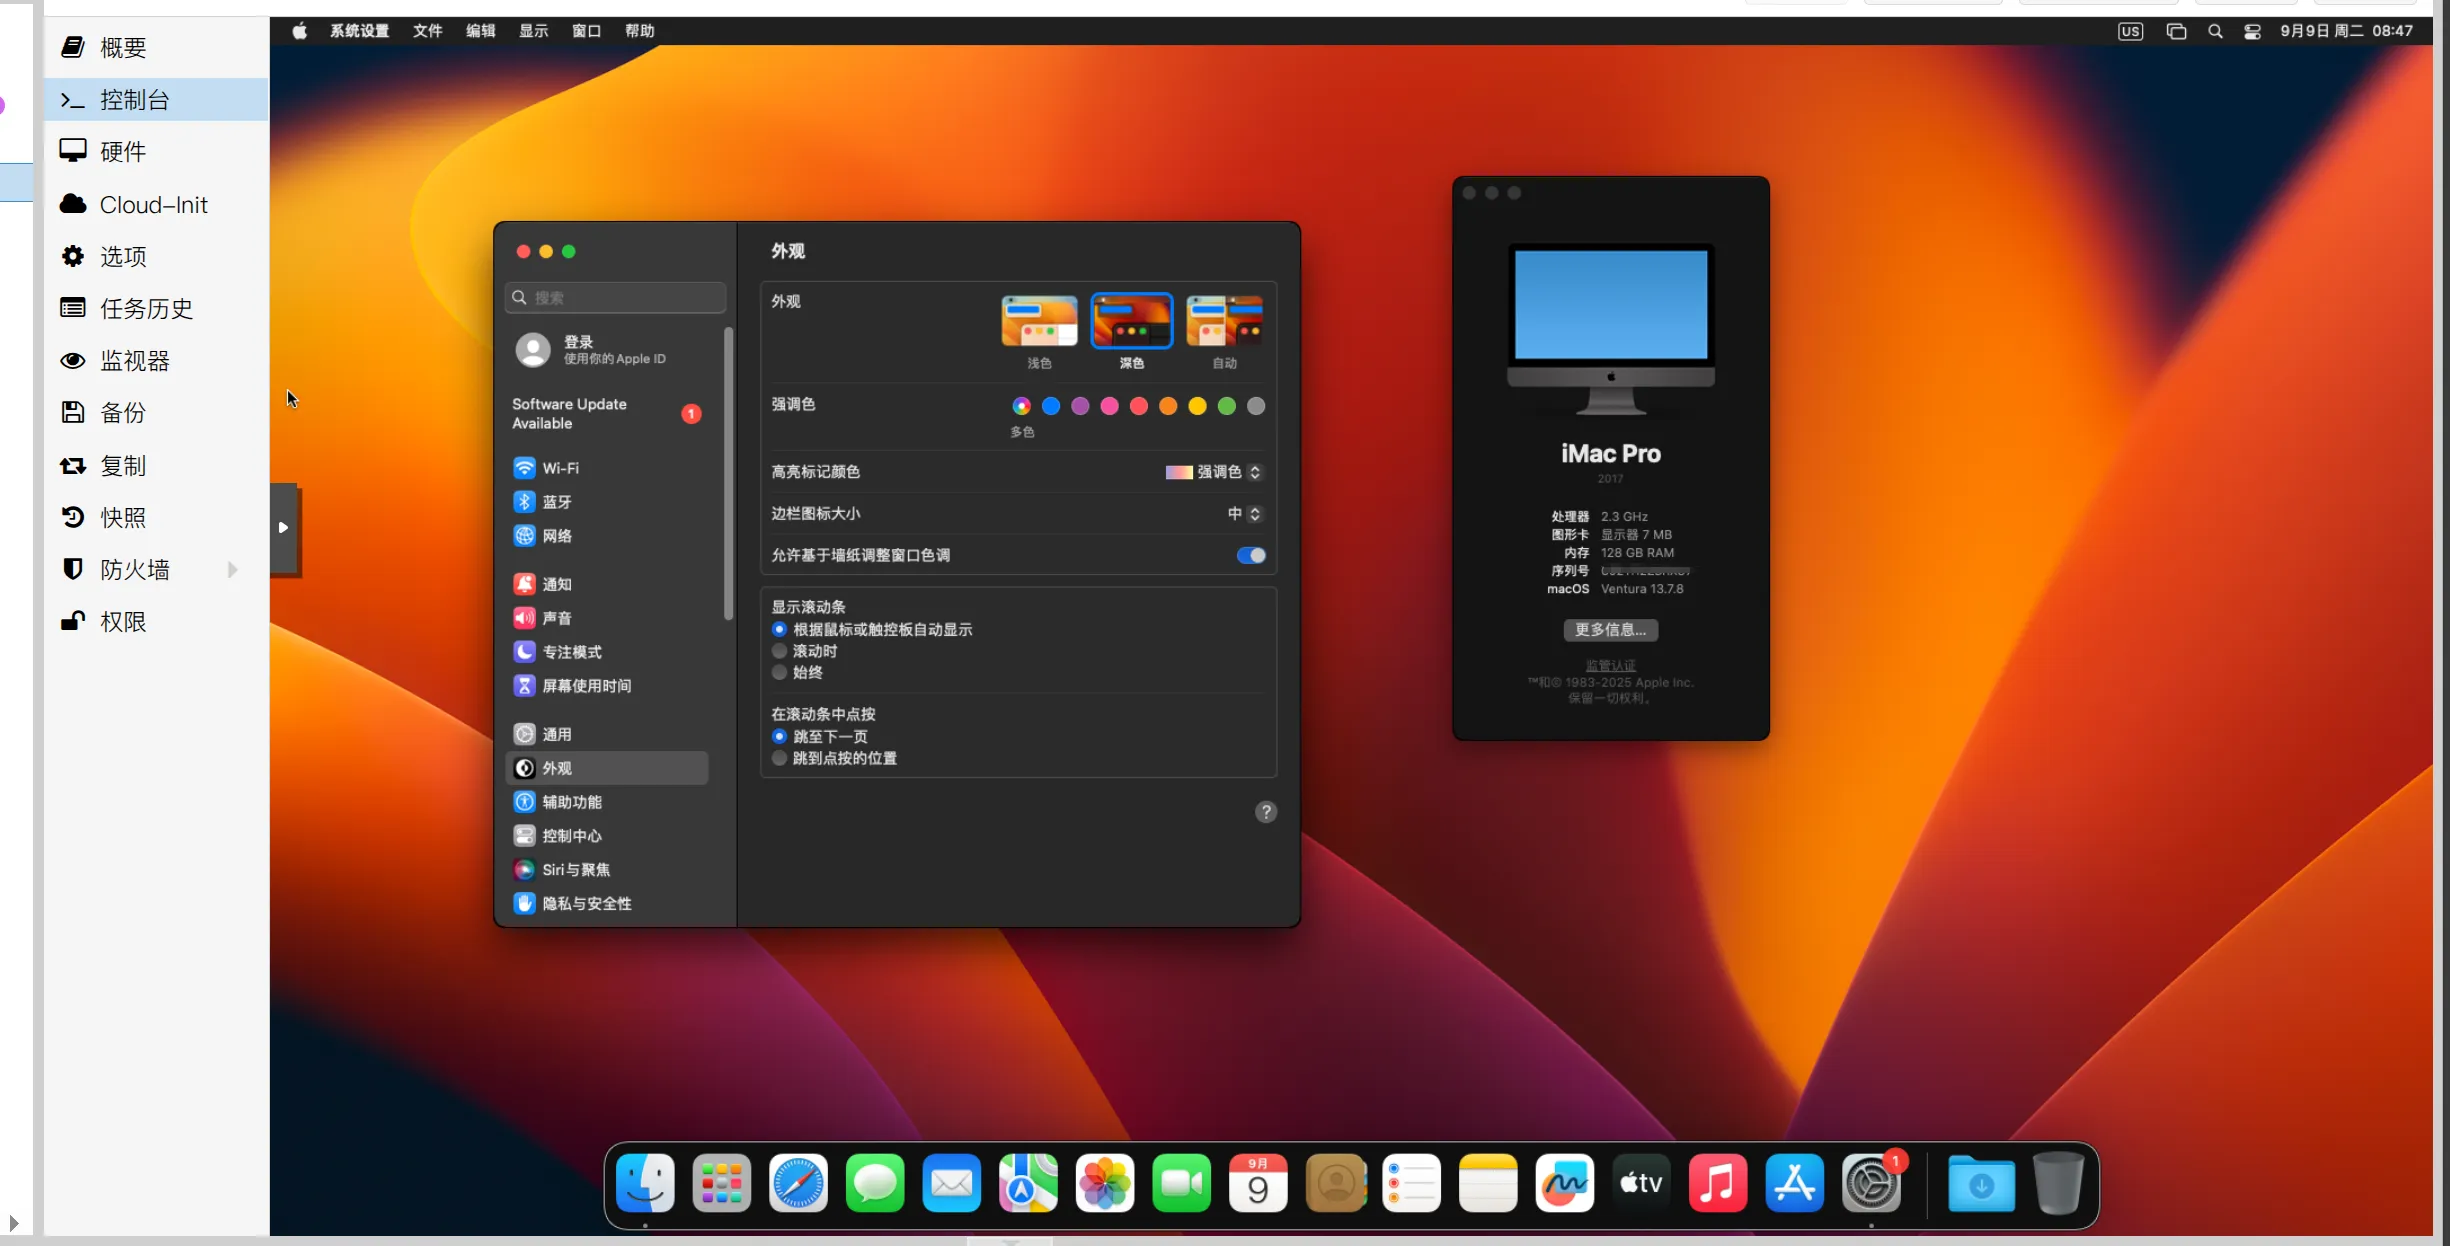 概要
控制台
硬件
Cloud-Init
选项
任务历史
监视器
备份
复制
快照
防火墙
权限
系统设置 文件 编辑 显示 窗口 帮助
US 9月9日 周二 08:47
搜索
登录
使用你的 Apple ID
Software Update
Available
1
Wi-Fi
蓝牙
网络
通知
声音
专注模式
屏幕使用时间
通用
外观
辅助功能
控制中心
Siri与聚焦
隐私与安全性
外观
外观
浅色 深色 自动
强调色
多色
高亮标记颜色 强调色
边栏图标大小 中
允许基于墙纸调整窗口色调
显示滚动条
根据鼠标或触控板自动显示
滚动时
始终
在滚动条中点按
跳至下一页
跳到点按的位置
?
iMac Pro
2017
处理器 2.3 GHz
图形卡 显示器 7 MB
内存 128 GB RAM
序列号
macOS Ventura 13.7.8
更多信息...
监管认证
™和© 1983-2025 Apple Inc.
保留一切权利。
9月
9
tv
1